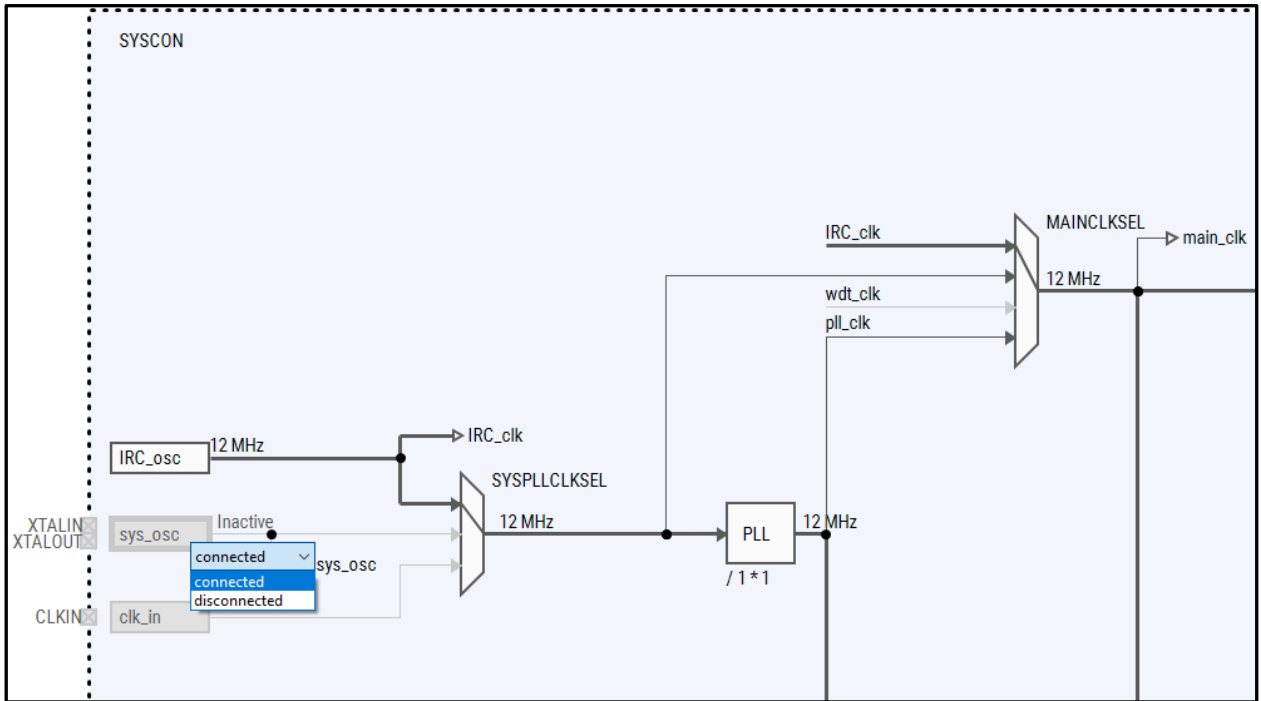 SYSCON
IRC_clk
MAINCLKSEL
main_clk
12 MHz
wdt_clk
pll_clk
IRC_osc
12 MHz
IRC_clk
SYSPLLCLKSEL
XTALIN
XTALOUT
sys_osc
Inactive
12 MHz
PLL
12 MHz
connected
sys_osc
connected
disconnected
/ 1 * 1
CLKIN
clk_in